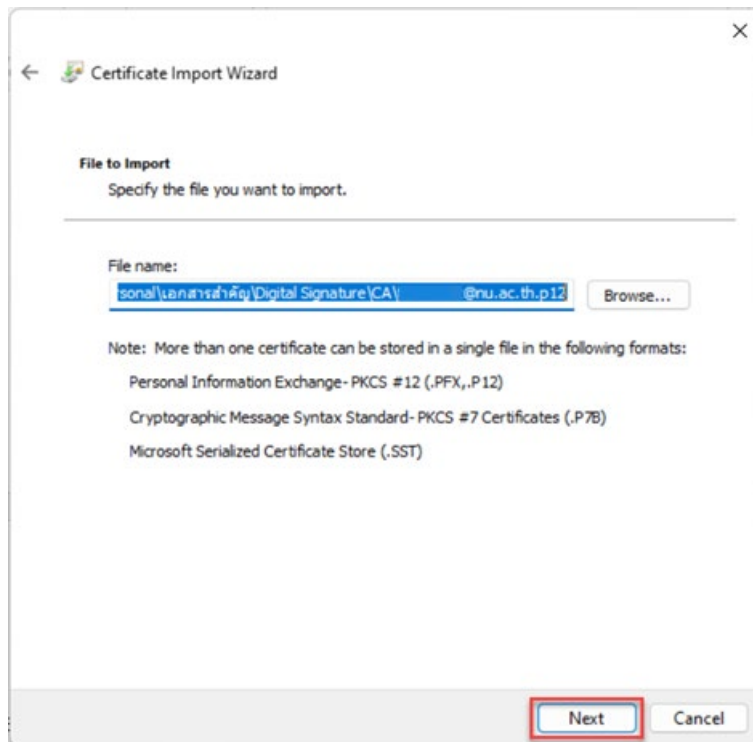 Certificate Import Wizard
File to Import
Specify the file you want to import.
File name:
sonal\เอกสารสำคัญ\Digital Signature\CA\ @nu.ac.th.p12
Browse...
Note: More than one certificate can be stored in a single file in the following formats:
Personal Information Exchange- PKCS #12 (.PFX,.P12)
Cryptographic Message Syntax Standard- PKCS #7 Certificates (.P7B)
Microsoft Serialized Certificate Store (.SST)
Next
Cancel